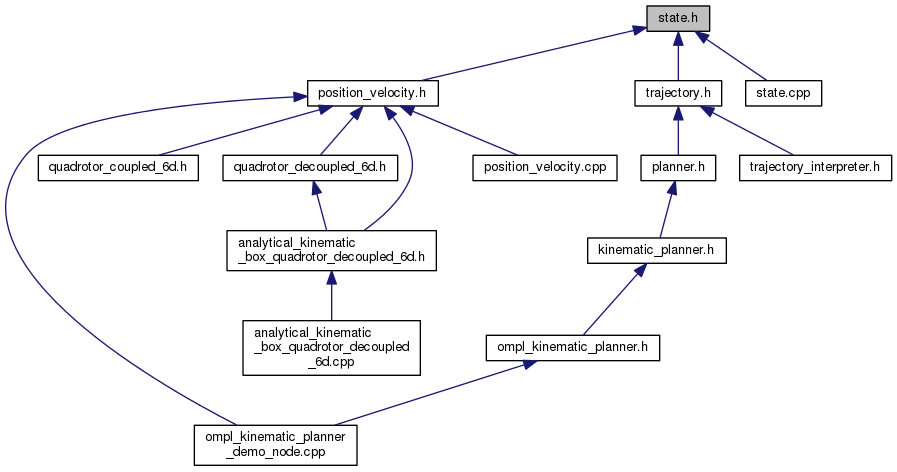 state.h
position_velocity.h
trajectory.h
state.cpp
quadrotor_coupled_6d.h
quadrotor_decoupled_6d.h
position_velocity.cpp
planner.h
trajectory_interpreter.h
analytical_kinematic
_box_quadrotor_decoupled_6d.h
kinematic_planner.h
analytical_kinematic
_box_quadrotor_decoupled
_6d.cpp
ompl_kinematic_planner.h
ompl_kinematic_planner
_demo_node.cpp